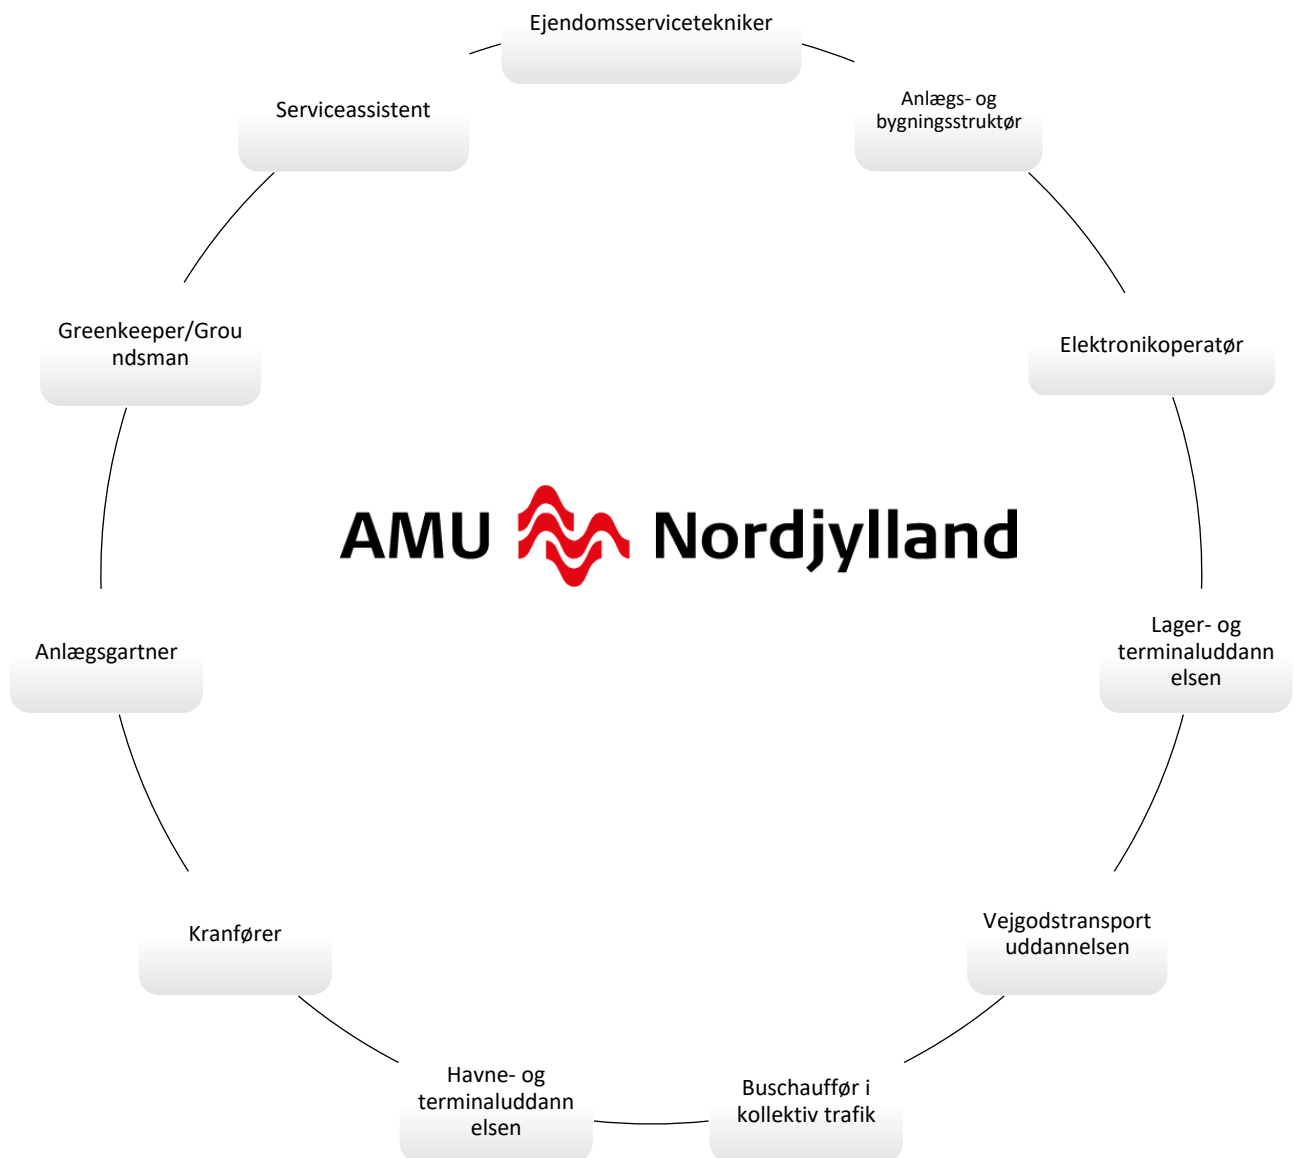 Ejendomsservicetekniker
Anlægs- og
bygningsstruktør
Serviceassistent
Greenkeeper/Grou
ndsman
Elektronikoperatør
AMU Nordjylland
Lager- og
terminaluddann
elsen
Anlægsgartner
Vejgodstransport
uddannelsen
Kranfører
Havne- og
terminaluddann
elsen
Buschauffør i
kollektiv trafik